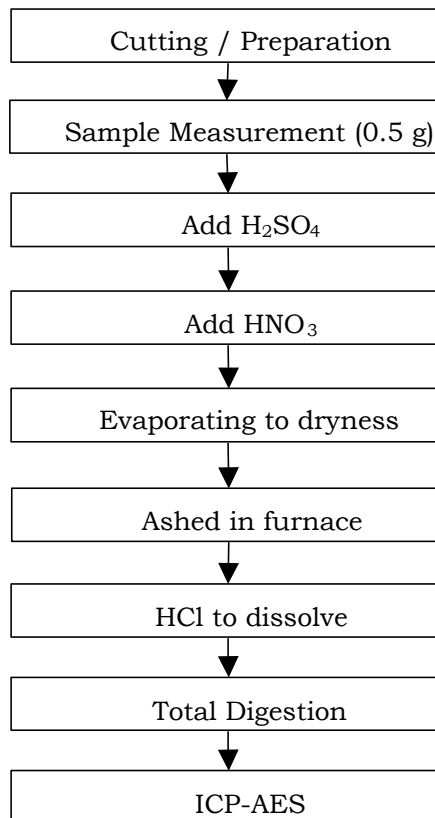 Cutting / Preparation
Sample Measurement (0.5 g)
Add H₂SO₄
Add HNO₃
Evaporating to dryness
Ashed in furnace
HCl to dissolve
Total Digestion
ICP-AES